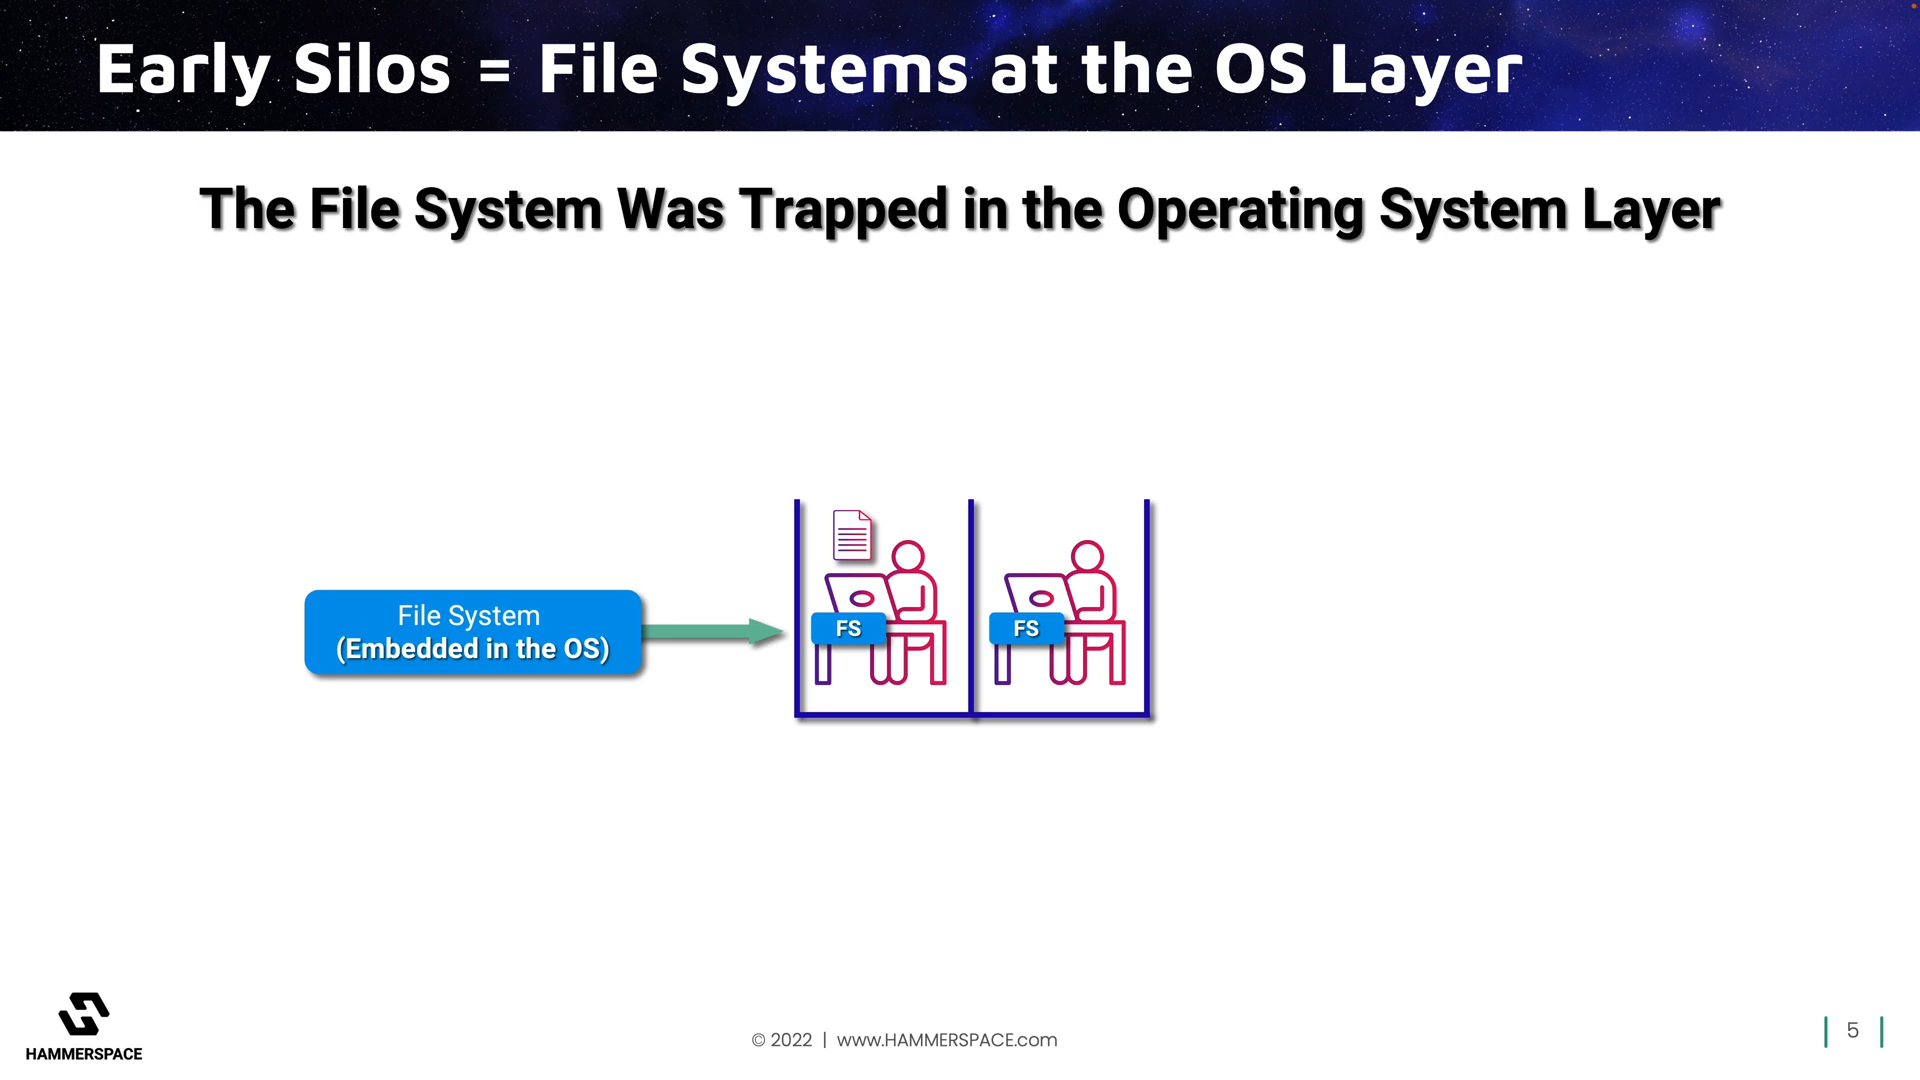 Early Silos = File Systems at the OS Layer
The File System Was Trapped in the Operating System Layer
File System
(Embedded in the OS)
FS
FS
HAMMERSPACE
© 2022 | www.HAMMERSPACE.com
5